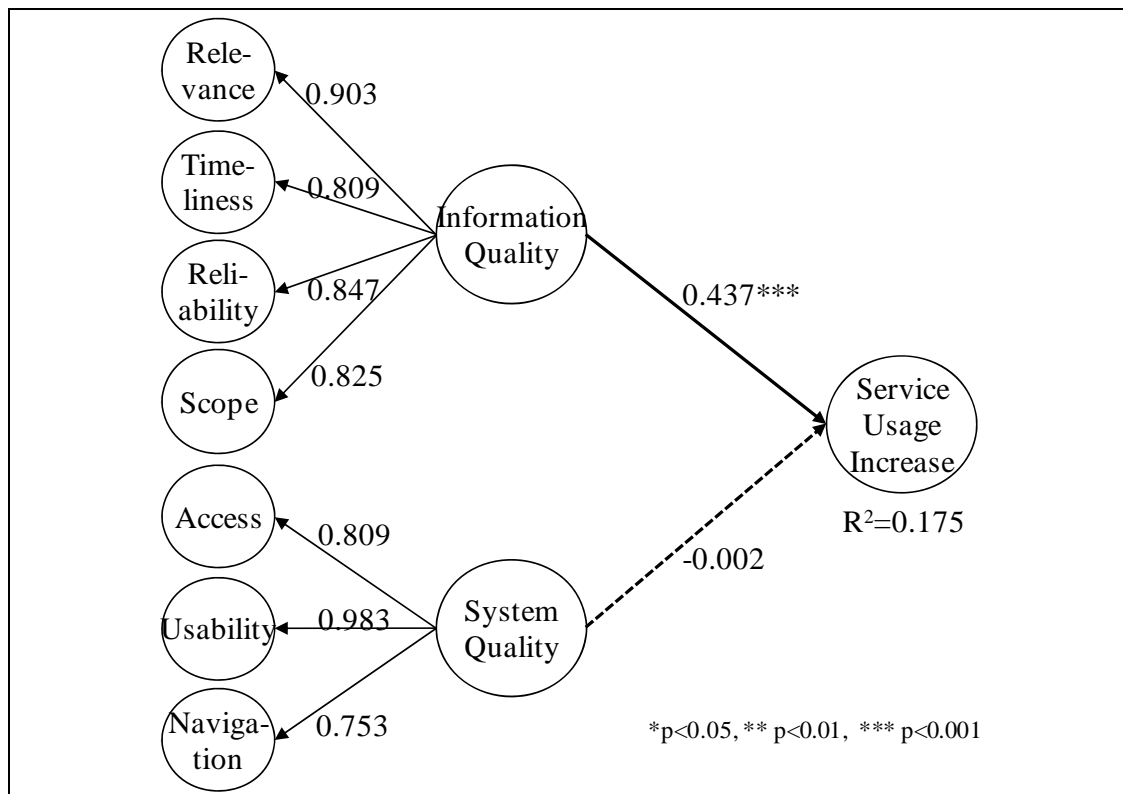 Rele-
vance
0.903
Time-
liness
0.809
Reli-
ability
0.847
Scope
0.825
Information
Quality
0.437***
Service
Usage
Increase
R²=0.175
Access
0.809
Usability
0.983
Naviga-
tion
0.753
System
Quality
-0.002
*p<0.05, ** p<0.01, *** p<0.001